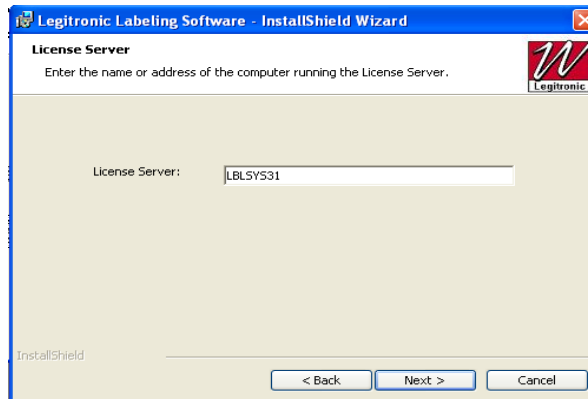 Legitronic Labeling Software - InstallShield Wizard
License Server
Enter the name or address of the computer running the License Server.
W
Legitronic
License Server:
LBLSYS31
InstallShield
< Back
Next >
Cancel